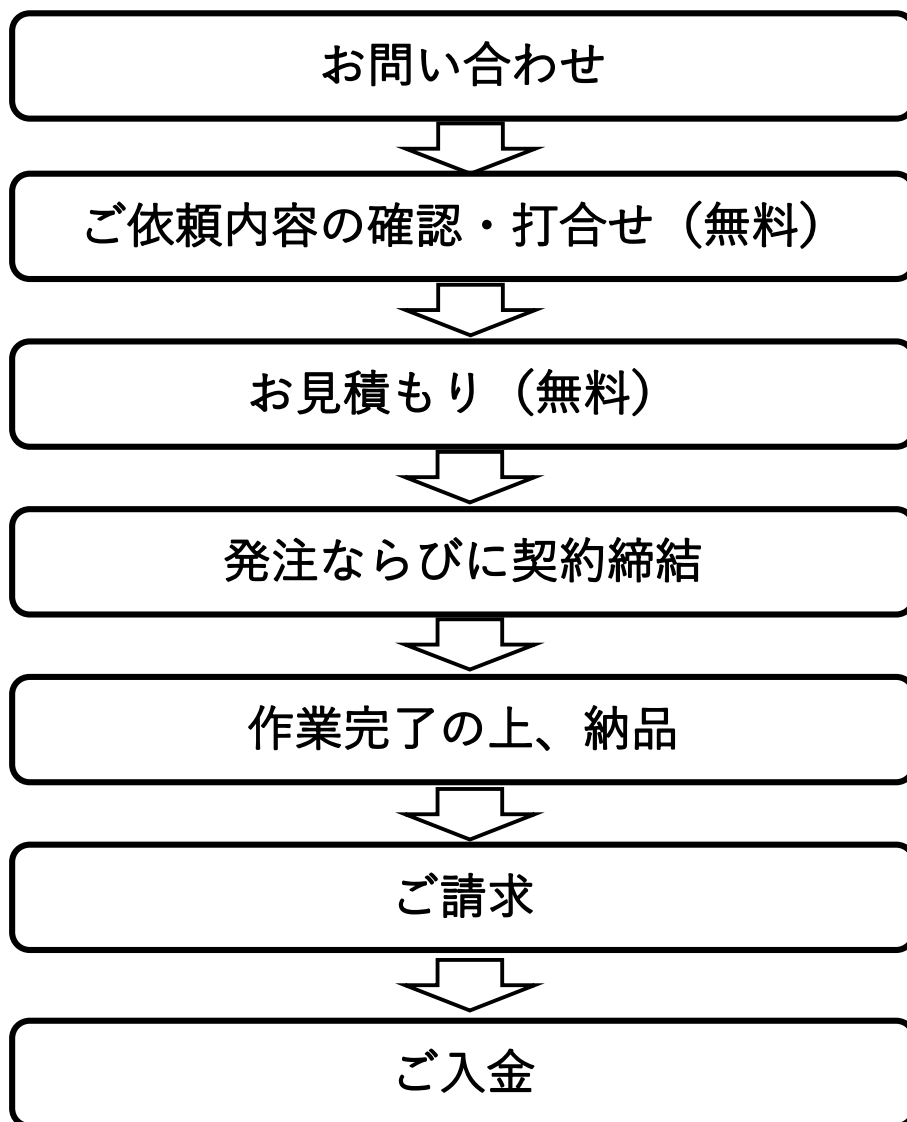 お問い合わせ
ご依頼内容の確認・打合せ（無料）
お見積もり（無料）
発注ならびに契約締結
作業完了の上、納品
ご請求
ご入金